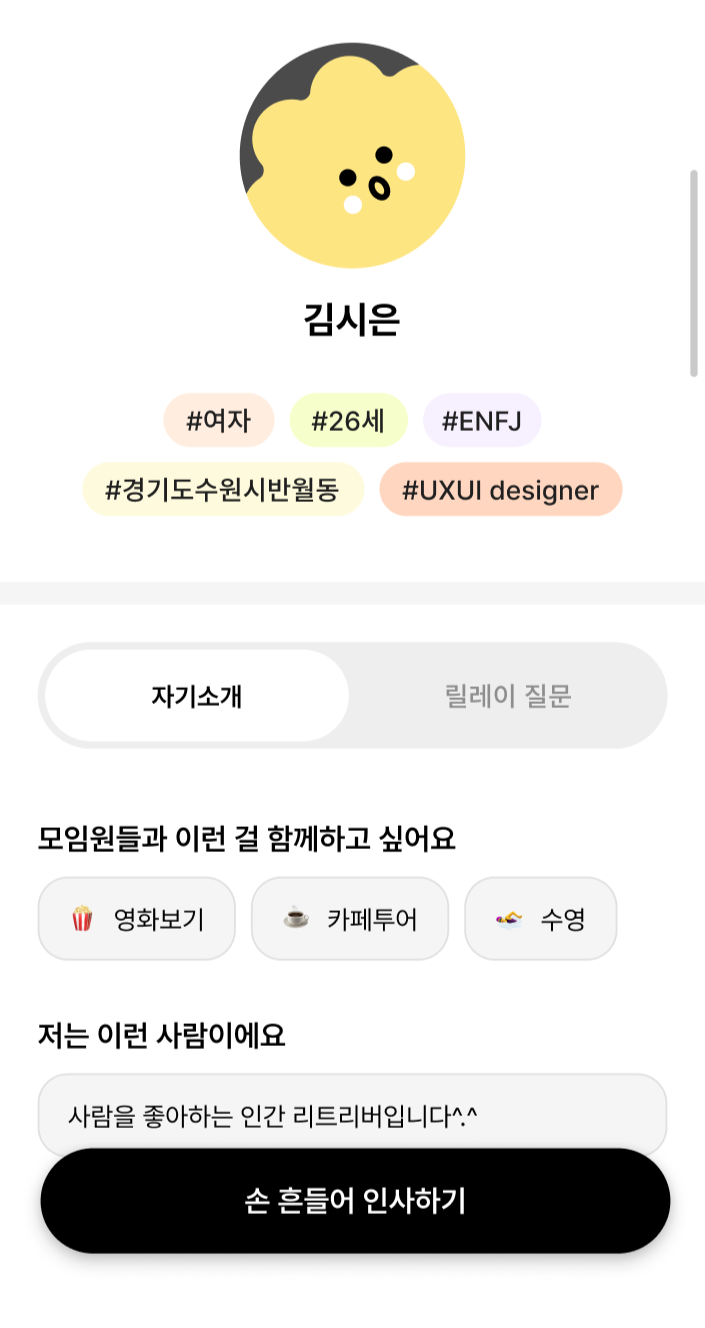 김시은
#여자 #26세 #ENFJ
#경기도수원시반월동 #UXUI designer
자기소개 릴레이 질문
모임원들과 이런 걸 함께하고 싶어요
영화보기 카페투어 수영
저는 이런 사람이에요
사람을 좋아하는 인간 리트리버입니다^.^
손 흔들어 인사하기